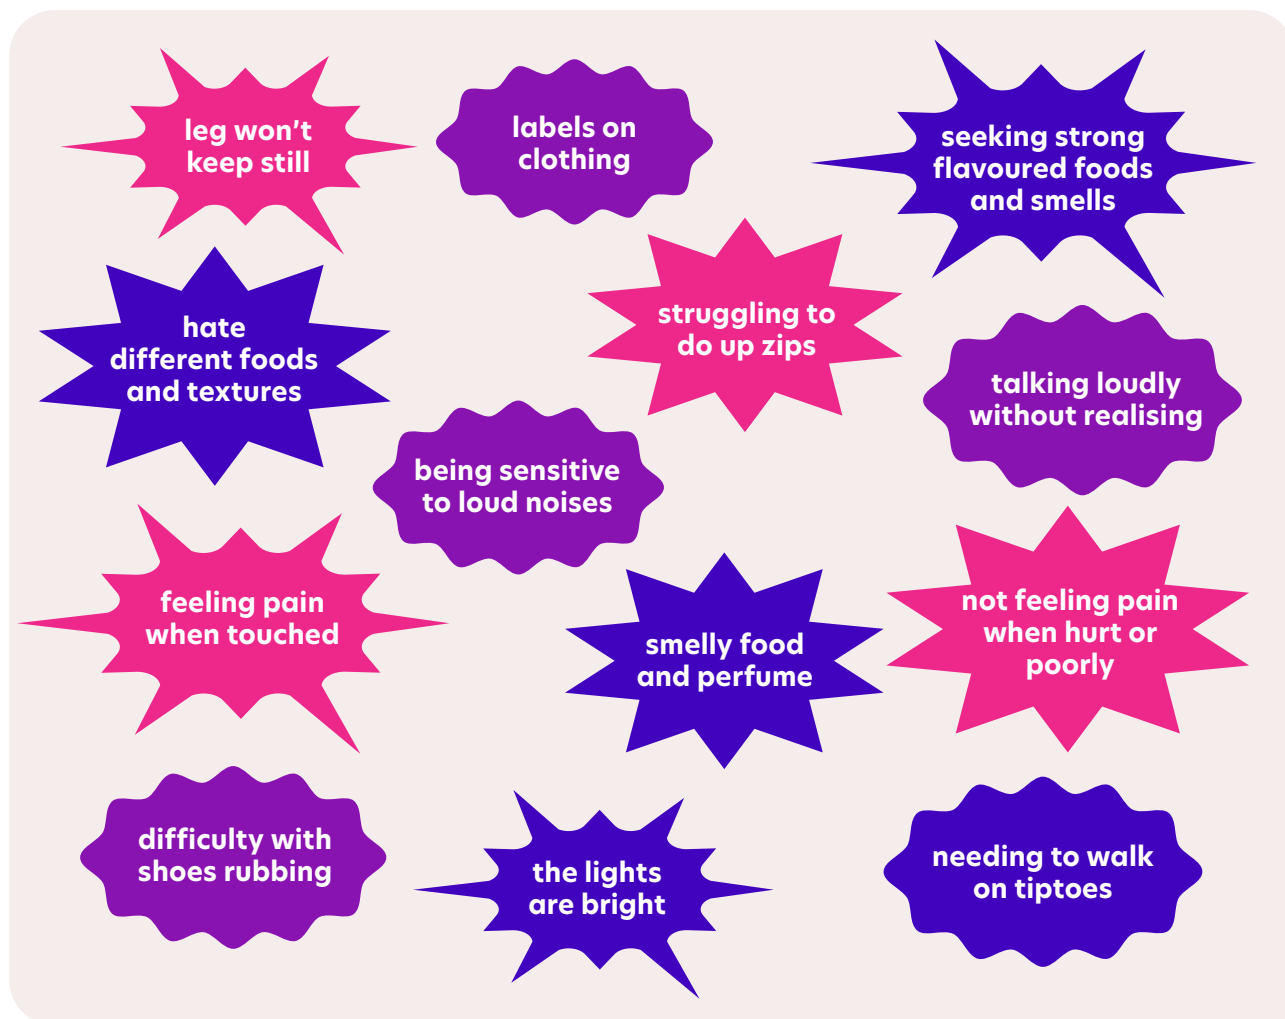 leg won't
keep still
labels on
clothing
seeking strong
flavoured foods
and smells
hate
different foods
and textures
struggling to
do up zips
talking loudly
without realising
being sensitive
to loud noises
feeling pain
when touched
smelly food
and perfume
not feeling pain
when hurt or
poorly
difficulty with
shoes rubbing
the lights
are bright
needing to walk
on tiptoes